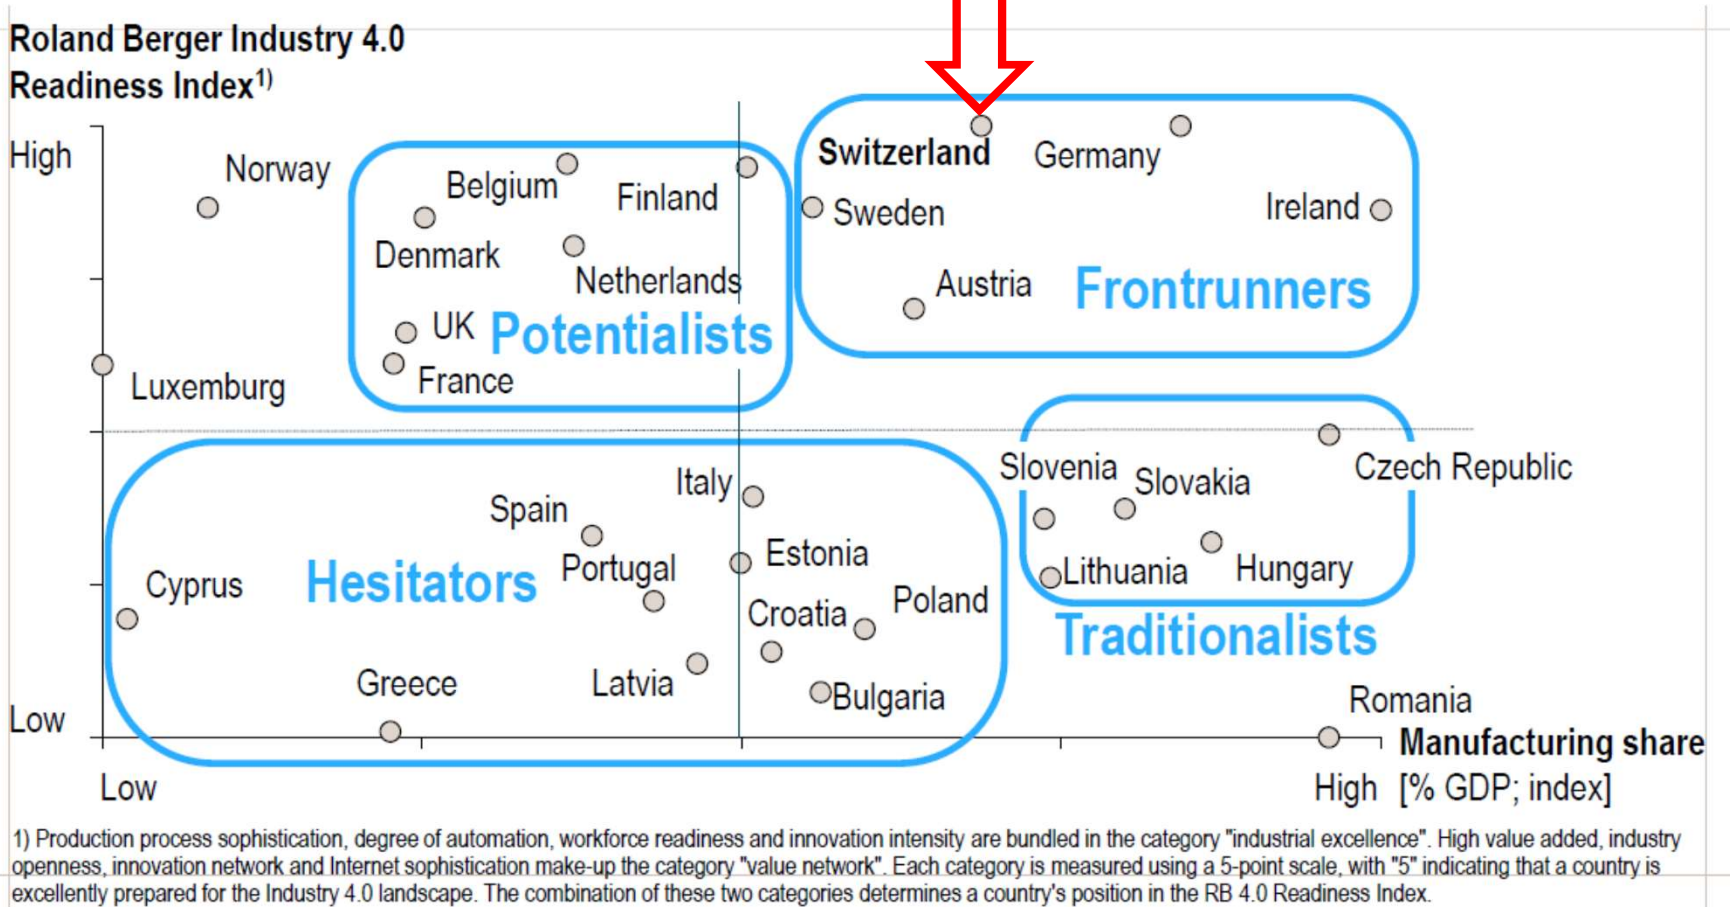 Roland Berger Industry 4.0
Readiness Index1)
High
Norway
Belgium
Finland
Denmark
Netherlands
UK
Potentialists
France
Luxemburg
Switzerland
Germany
Sweden
Ireland
Austria
Frontrunners
Italy
Spain
Estonia
Portugal
Hesitators
Cyprus
Croatia
Poland
Greece
Latvia
Bulgaria
Slovenia
Slovakia
Czech Republic
Lithuania
Hungary
Traditionalists
Romania
Low
Manufacturing share
Low
High
[% GDP; index]
1) Production process sophistication, degree of automation, workforce readiness and innovation intensity are bundled in the category "industrial excellence". High value added, industry
openness, innovation network and Internet sophistication make-up the category "value network". Each category is measured using a 5-point scale, with "5" indicating that a country is
excellently prepared for the Industry 4.0 landscape. The combination of these two categories determines a country's position in the RB 4.0 Readiness Index.